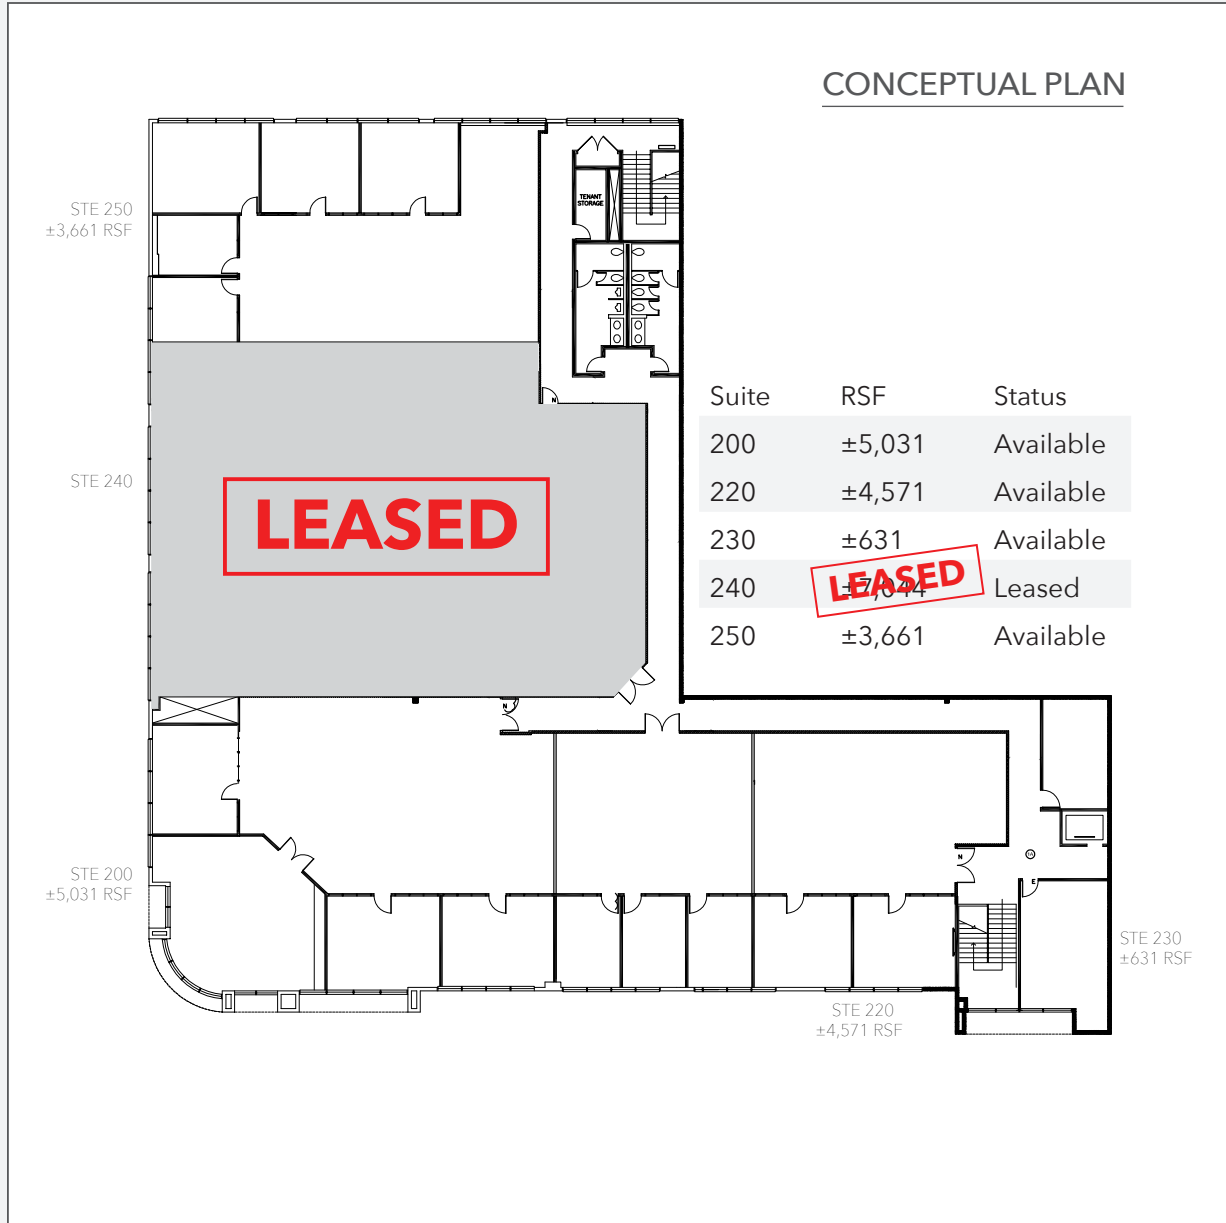 CONCEPTUAL PLAN
STE 250
±3,661 RSF
TENANT
STORAGE
N
STE 240
LEASED
Suite RSF Status
200 ±5,031 Available
220 ±4,571 Available
230 ±631 Available
240 ±7,044 Leased
LEASED
250 ±3,661 Available
N
N
E
STE 200
±5,031 RSF
STE 230
±631 RSF
STE 220
±4,571 RSF